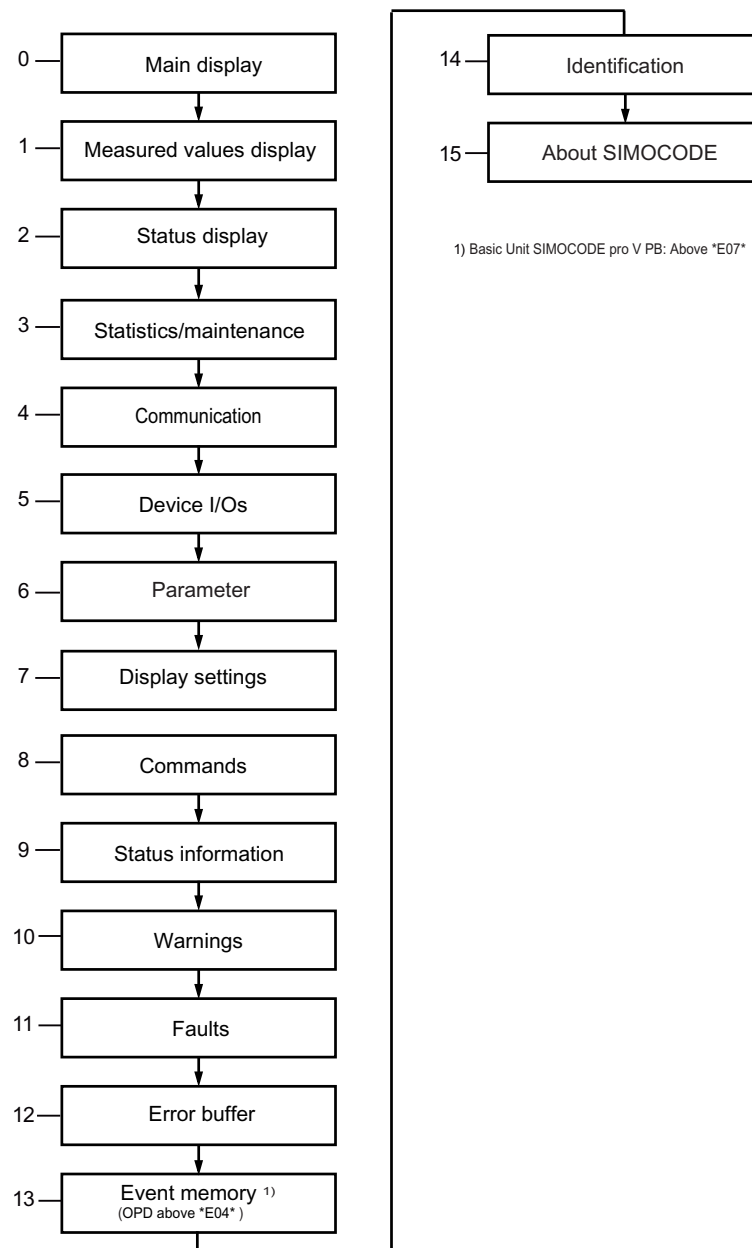 0 Main display
1 Measured values display
2 Status display
3 Statistics/maintenance
4 Communication
5 Device I/Os
6 Parameter
7 Display settings
8 Commands
9 Status information
10 Warnings
11 Faults
12 Error buffer
13 Event memory 1)
(OPD above *E04* )
14 Identification
15 About SIMOCODE
1) Basic Unit SIMOCODE pro V PB: Above *E07*